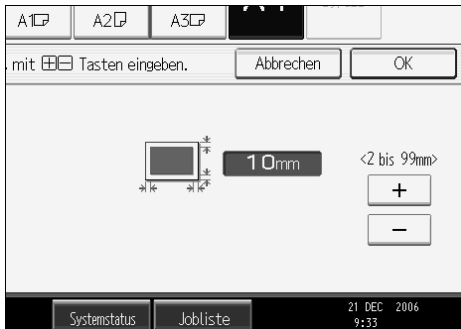 A1 A2 A3
. mit ⊞⊟ Tasten eingeben. Abbrechen OK
10mm <2 bis 99mm>
+
−
Systemstatus Jobliste 21 DEC 2006
9:33